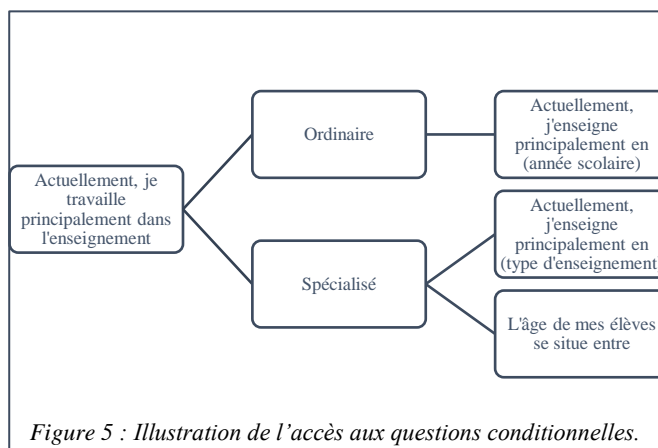 Actuellement, je
travaille
principalement dans
l'enseignement
Ordinaire
Actuellement,
j'enseigne
principalement en
(année scolaire)
Spécialisé
Actuellement,
j'enseigne
principalement en
(type d'enseignement
L'âge de mes élèves
se situe entre
Figure 5 : Illustration de l’accès aux questions conditionnelles.